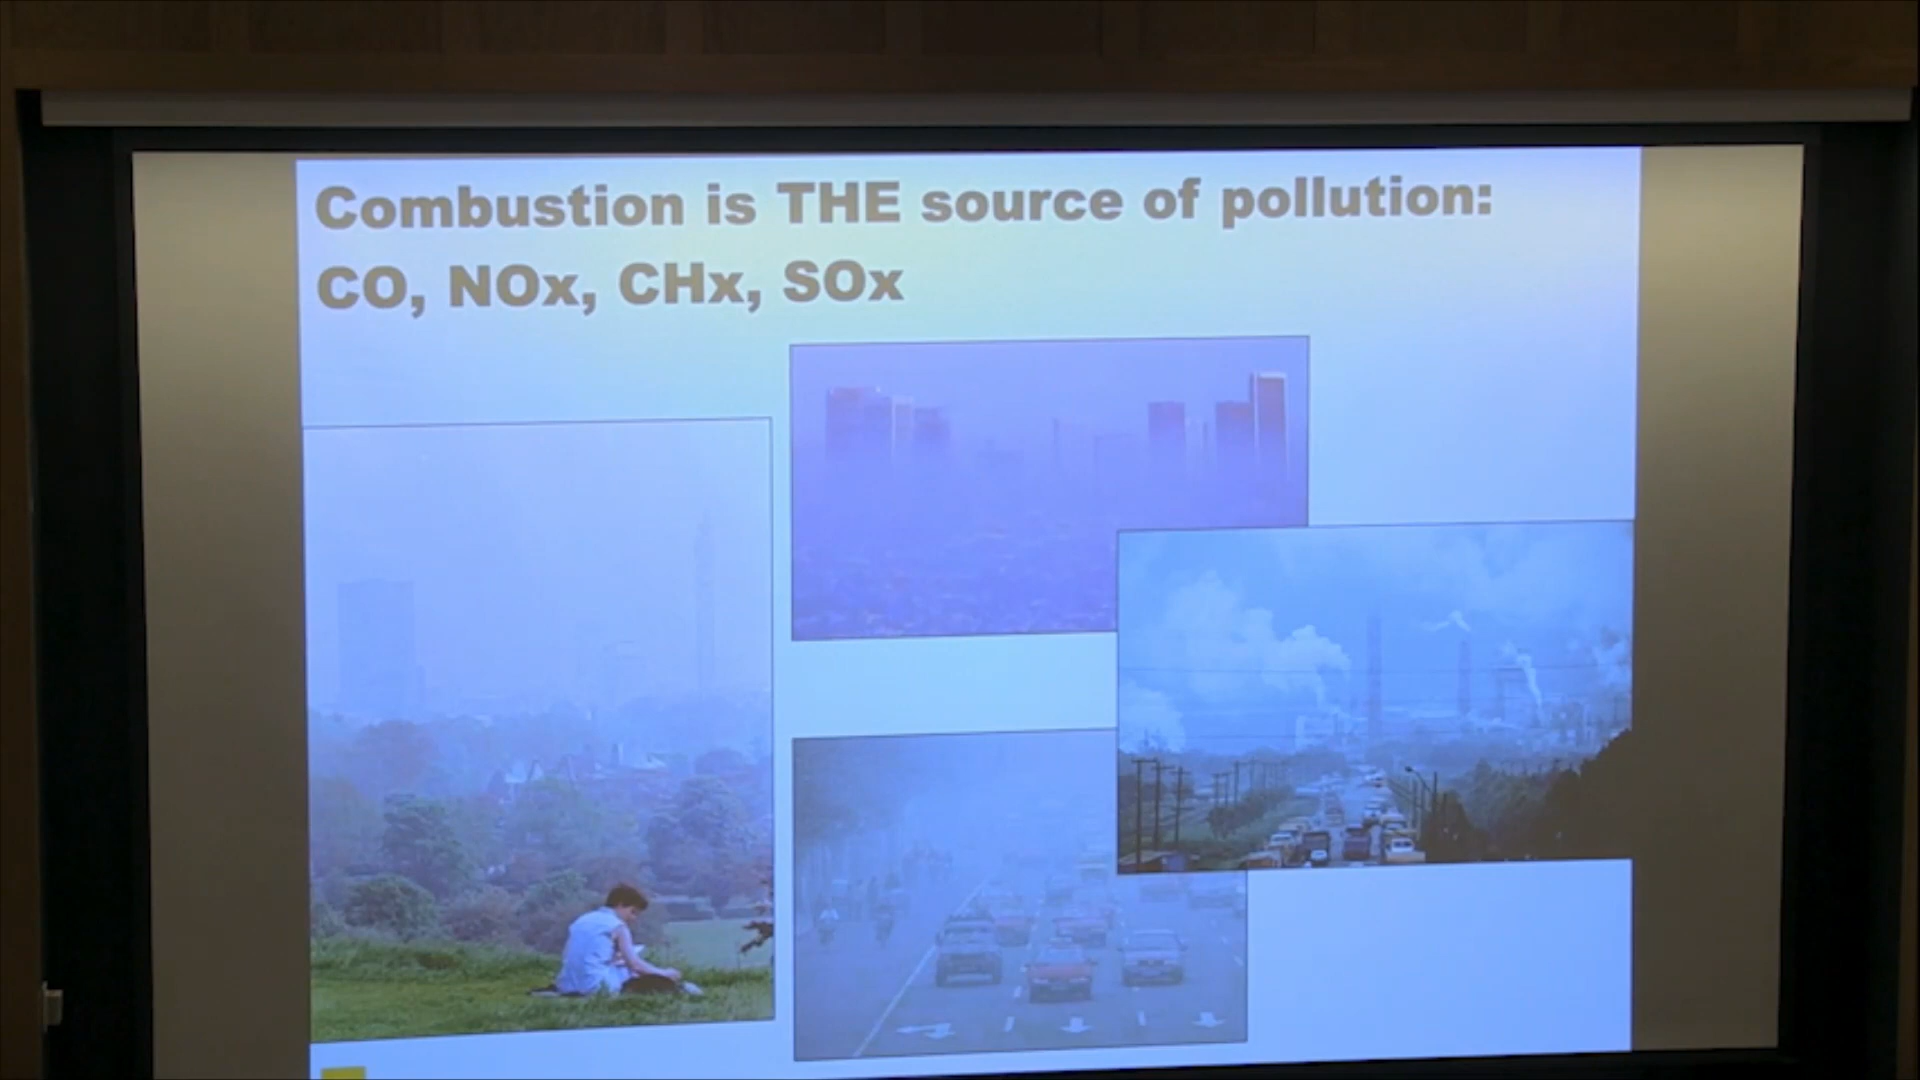 Combustion is THE source of pollution:
CO, NOx, CHx, SOx